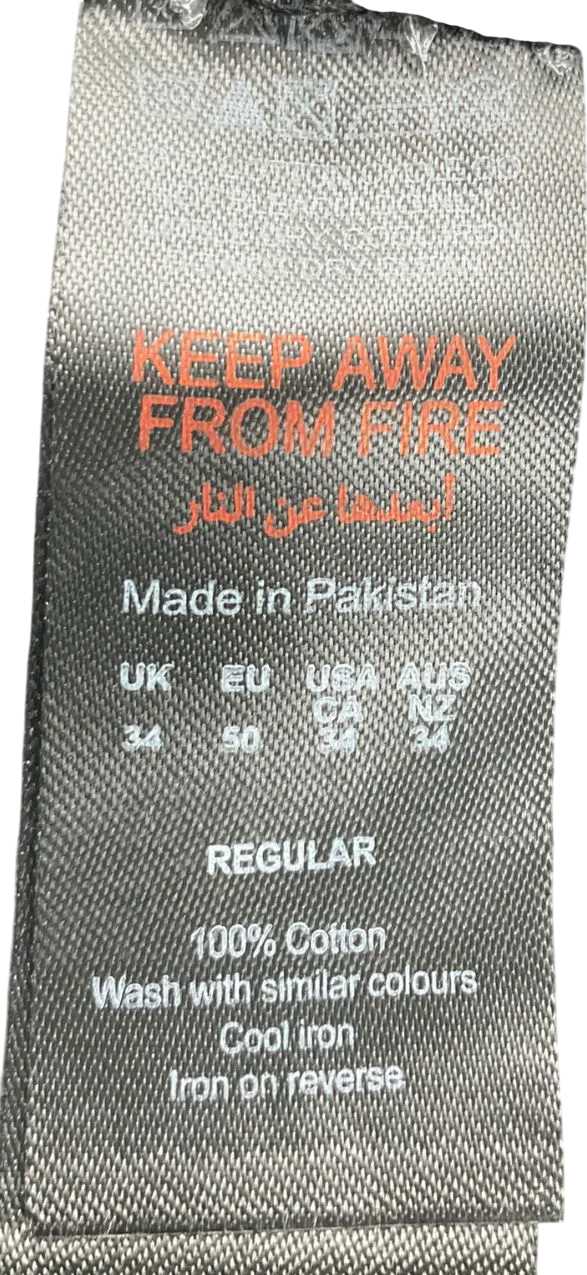 KEEP AWAY
FROM FIRE
أبعدها عن النار
Made in Pakistan
UK EU USA AUS
CA NZ
34 50 34 34
REGULAR
100% Cotton
Wash with similar colours
Cool iron
Iron on reverse